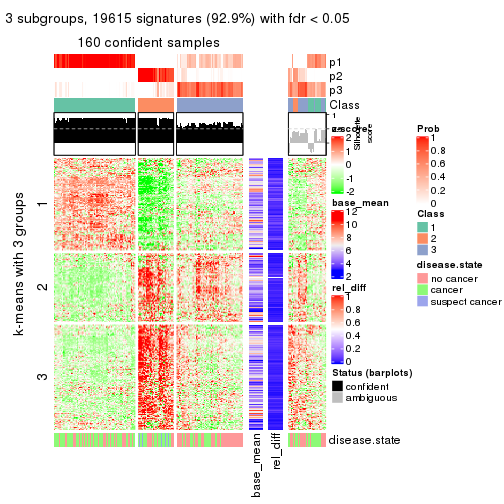 3 subgroups, 19615 signatures (92.9%) with fdr < 0.05
160 confident samples
p1
p2
p3
Class
1
0.5
Silhouette
score
z-score
2
1
0
-1
-2
base_mean
12
10
8
6
4
2
rel_diff
1
0.8
0.6
0.4
0.2
0
Status (barplots)
confident
ambiguous
Prob
1
0.8
0.6
0.4
0.2
0
Class
1
2
3
disease.state
no cancer
cancer
suspect cancer
k-means with 3 groups
1
2
3
disease.state
base_mean
rel_diff